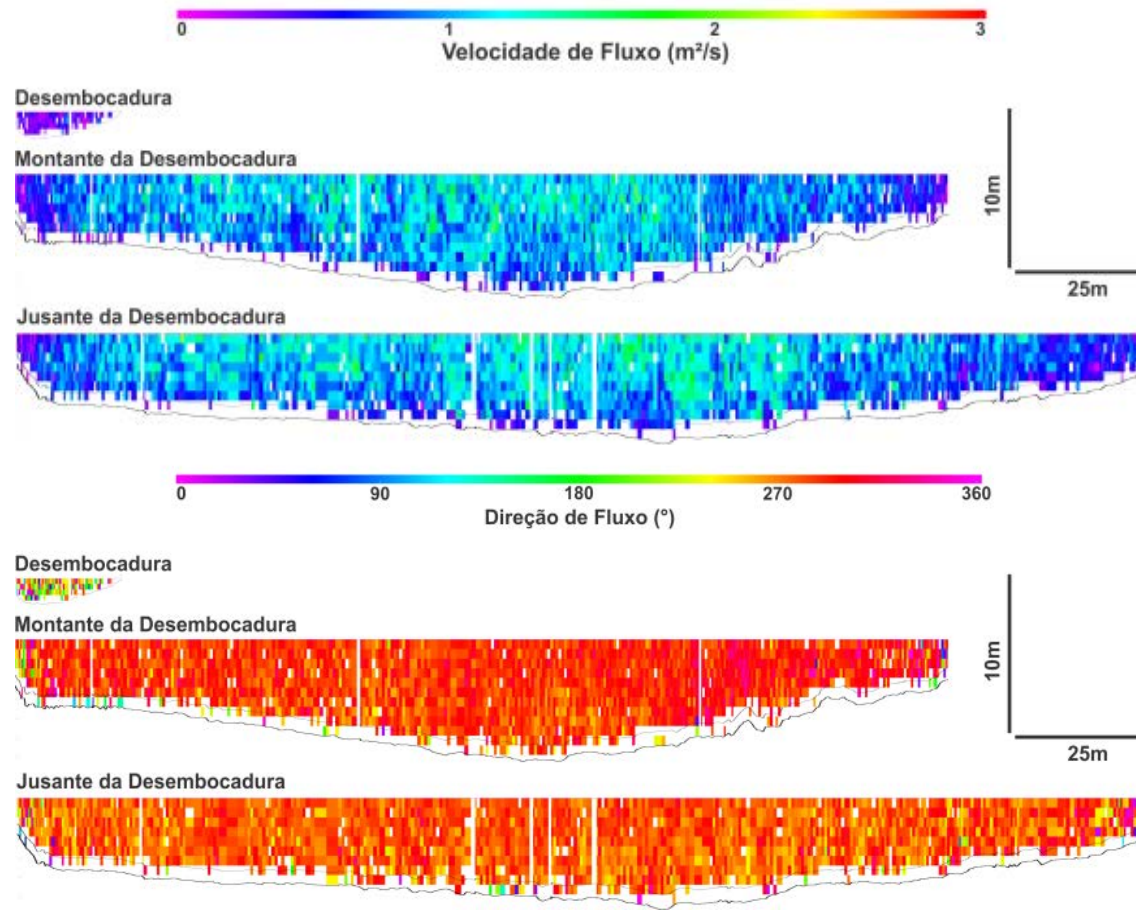 0 1 2 3
Velocidade de Fluxo (m²/s)
Desembocadura
Montante da Desembocadura
10m
25m
Jusante da Desembocadura
0 90 180 270 360
Direção de Fluxo (°)
Desembocadura
Montante da Desembocadura
10m
25m
Jusante da Desembocadura